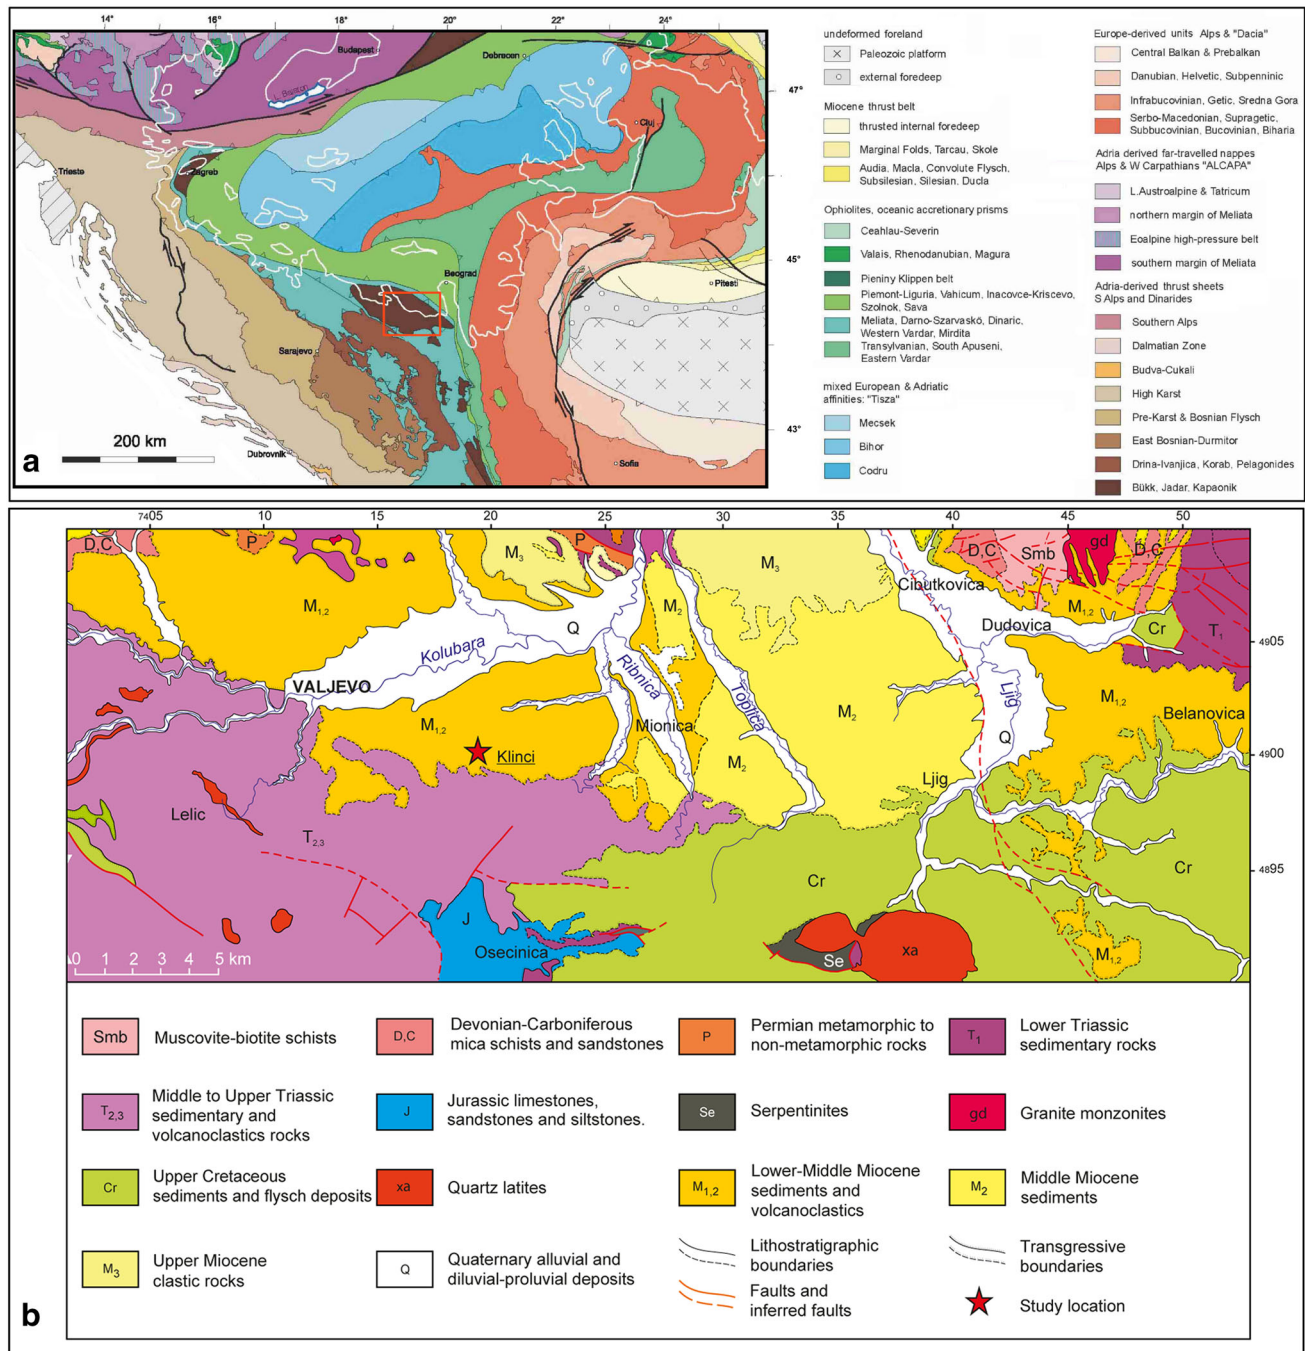 14°
16°
18°
20°
22°
24°
Budapest
Debrecen
Balaton
47°
Cluj
Trieste
Zagreb
45°
Beograd
Pitesti
Sarajevo
43°
200 km
Dubrovnik
Sofia
a
undeformed foreland
Paleozoic platform
external foredeep
Miocene thrust belt
thrusted internal foredeep
Marginal Folds, Tarcau, Skole
Audia, Macla, Convolute Flysch,
Subsilesian, Silesian, Ducla
Ophiolites, oceanic accretionary prisms
Ceahlau-Severin
Valais, Rhenodanubian, Magura
Pieniny Klippen belt
Piemont-Liguria, Vahicum, Inacovce-Kriscevo,
Szolnok, Sava
Meliata, Darno-Szarvaskö, Dinaric,
Western Vardar, Mirdita
Transylvanian, South Apuseni,
Eastern Vardar
mixed European & Adriatic
affinities: "Tisza"
Mecsek
Bihor
Codru
Europe-derived units Alps & "Dacia"
Central Balkan & Prebalkan
Danubian, Helvetic, Subpenninic
Infrabucovinian, Getic, Sredna Gora
Serbo-Macedonian, Supragetic,
Subbucovinian, Bucovinian, Biharia
Adria derived far-travelled nappes
Alps & W Carpathians "ALCAPA"
L.Austroalpine & Tatricum
northern margin of Meliata
Eoalpine high-pressure belt
southern margin of Meliata
Adria-derived thrust sheets
S Alps and Dinarides
Southern Alps
Dalmatian Zone
Budva-Cukali
High Karst
Pre-Karst & Bosnian Flysch
East Bosnian-Durmitor
Drina-Ivanjica, Korab, Pelagonides
Bükk, Jadar, Kapaonik
7405
10
15
20
25
30
35
40
45
50
D,C
P
M3
P
M3
D,C
Smb
gd
D,C
Cibutkovica
M1,2
M2
M1,2
Q
Dudovica
Cr
T1
4905
Kolubara
Ribnica
Toplica
Ljig
VALJEVO
M1,2
Mionica
M2
M1,2
Belanovica
Klinci
Q
4900
M2
Ljig
Lelic
T2,3
Cr
Cr
4895
J
Osecinica
Se
xa
M1,2
0 1 2 3 4 5 km
Smb
Muscovite-biotite schists
D,C
Devonian-Carboniferous
mica schists and sandstones
P
Permian metamorphic to
non-metamorphic rocks
T1
Lower Triassic
sedimentary rocks
T2,3
Middle to Upper Triassic
sedimentary and
volcanoclastics rocks
J
Jurassic limestones,
sandstones and siltstones.
Se
Serpentinites
gd
Granite monzonites
Cr
Upper Cretaceous
sediments and flysch deposits
xa
Quartz latites
M1,2
Lower-Middle Miocene
sediments and
volcanoclastics
M2
Middle Miocene
sediments
M3
Upper Miocene
clastic rocks
Q
Quaternary alluvial and
diluvial-proluvial deposits
Lithostratigraphic
boundaries
Transgressive
boundaries
Faults and
inferred faults
Study location
b